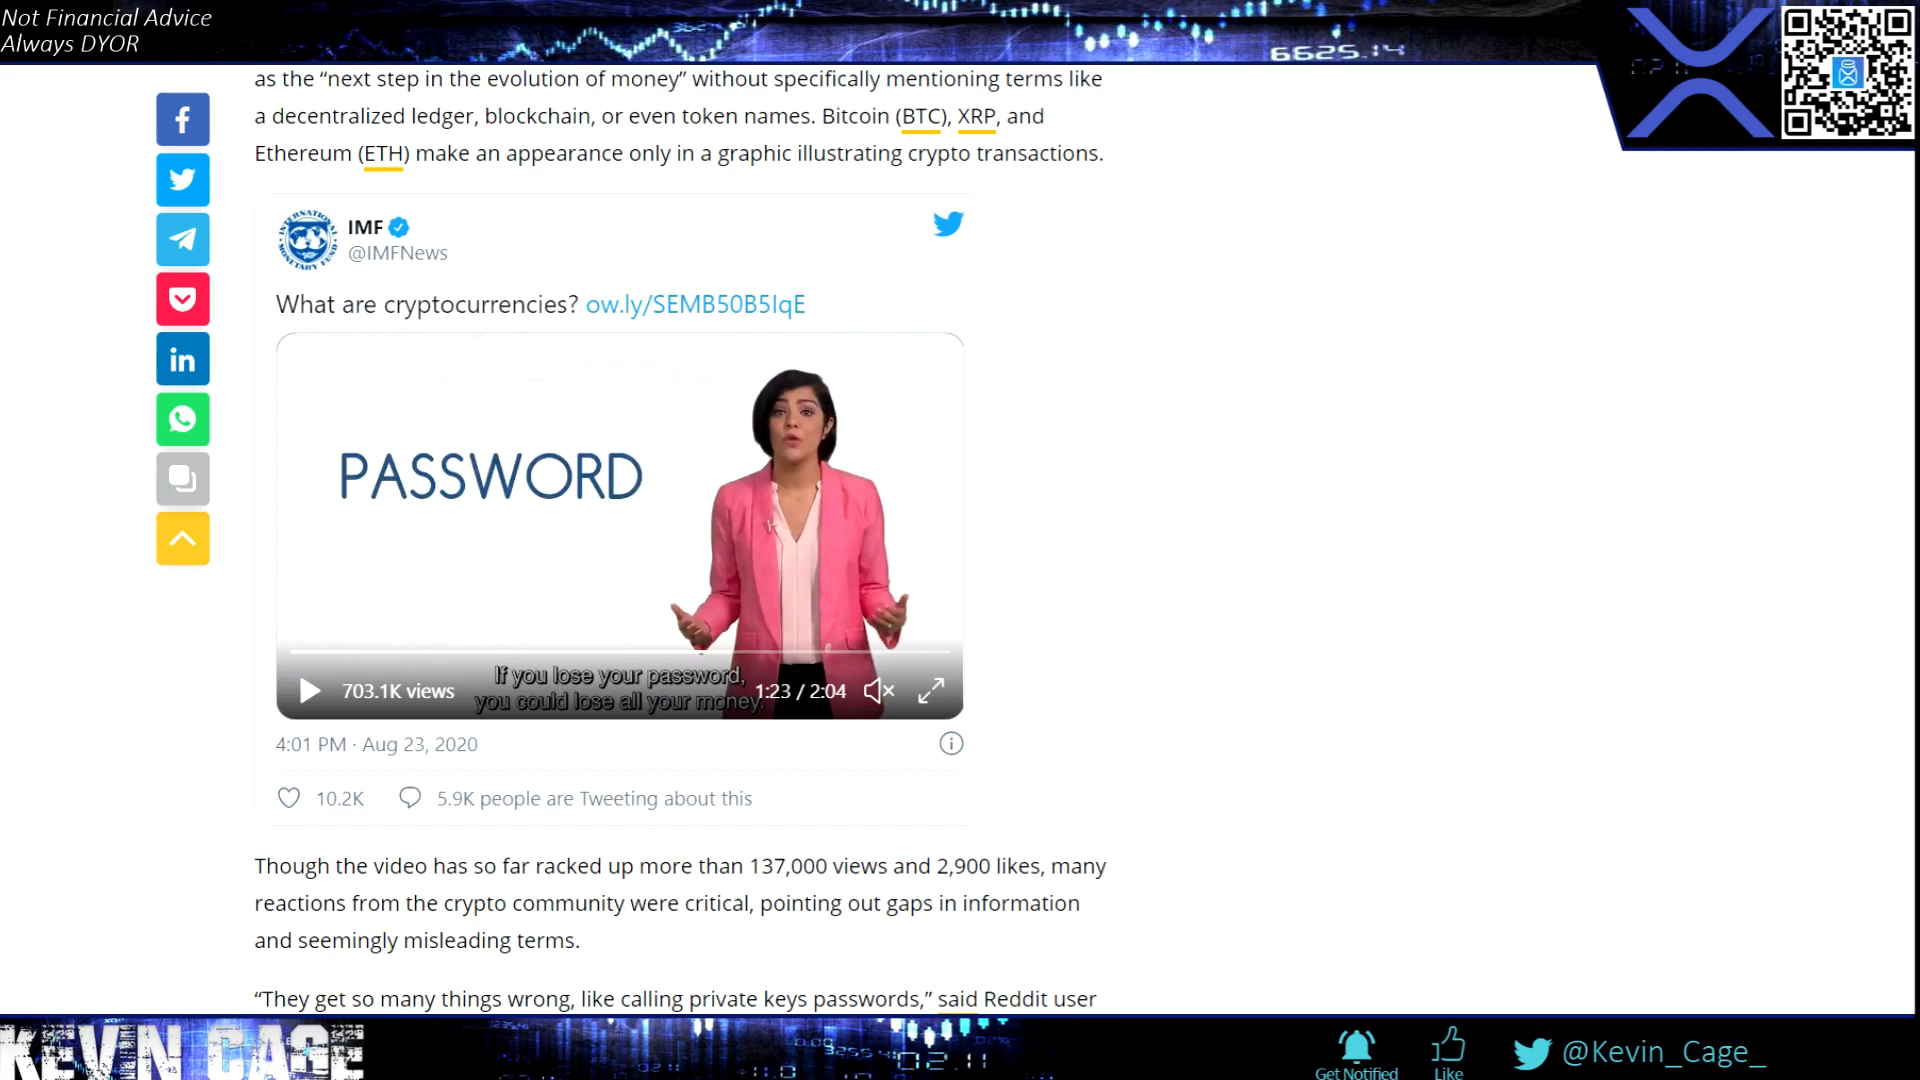 Not Financial Advice
Always DYOR
6625.14
as the “next step in the evolution of money” without specifically mentioning terms like
a decentralized ledger, blockchain, or even token names. Bitcoin (BTC), XRP, and
Ethereum (ETH) make an appearance only in a graphic illustrating crypto transactions.
INTERNATIONAL MONETARY FUND
IMF
@IMFNews
What are cryptocurrencies? ow.ly/SEMB50B5IqE
PASSWORD
If you lose your password,
you could lose all your money.
703.1K views
1:23 / 2:04
4:01 PM · Aug 23, 2020
10.2K
5.9K people are Tweeting about this
Though the video has so far racked up more than 137,000 views and 2,900 likes, many
reactions from the crypto community were critical, pointing out gaps in information
and seemingly misleading terms.
“They get so many things wrong, like calling private keys passwords,” said Reddit user
KEVIN CAGE
02.11
Get Notified
Like
@Kevin_Cage_